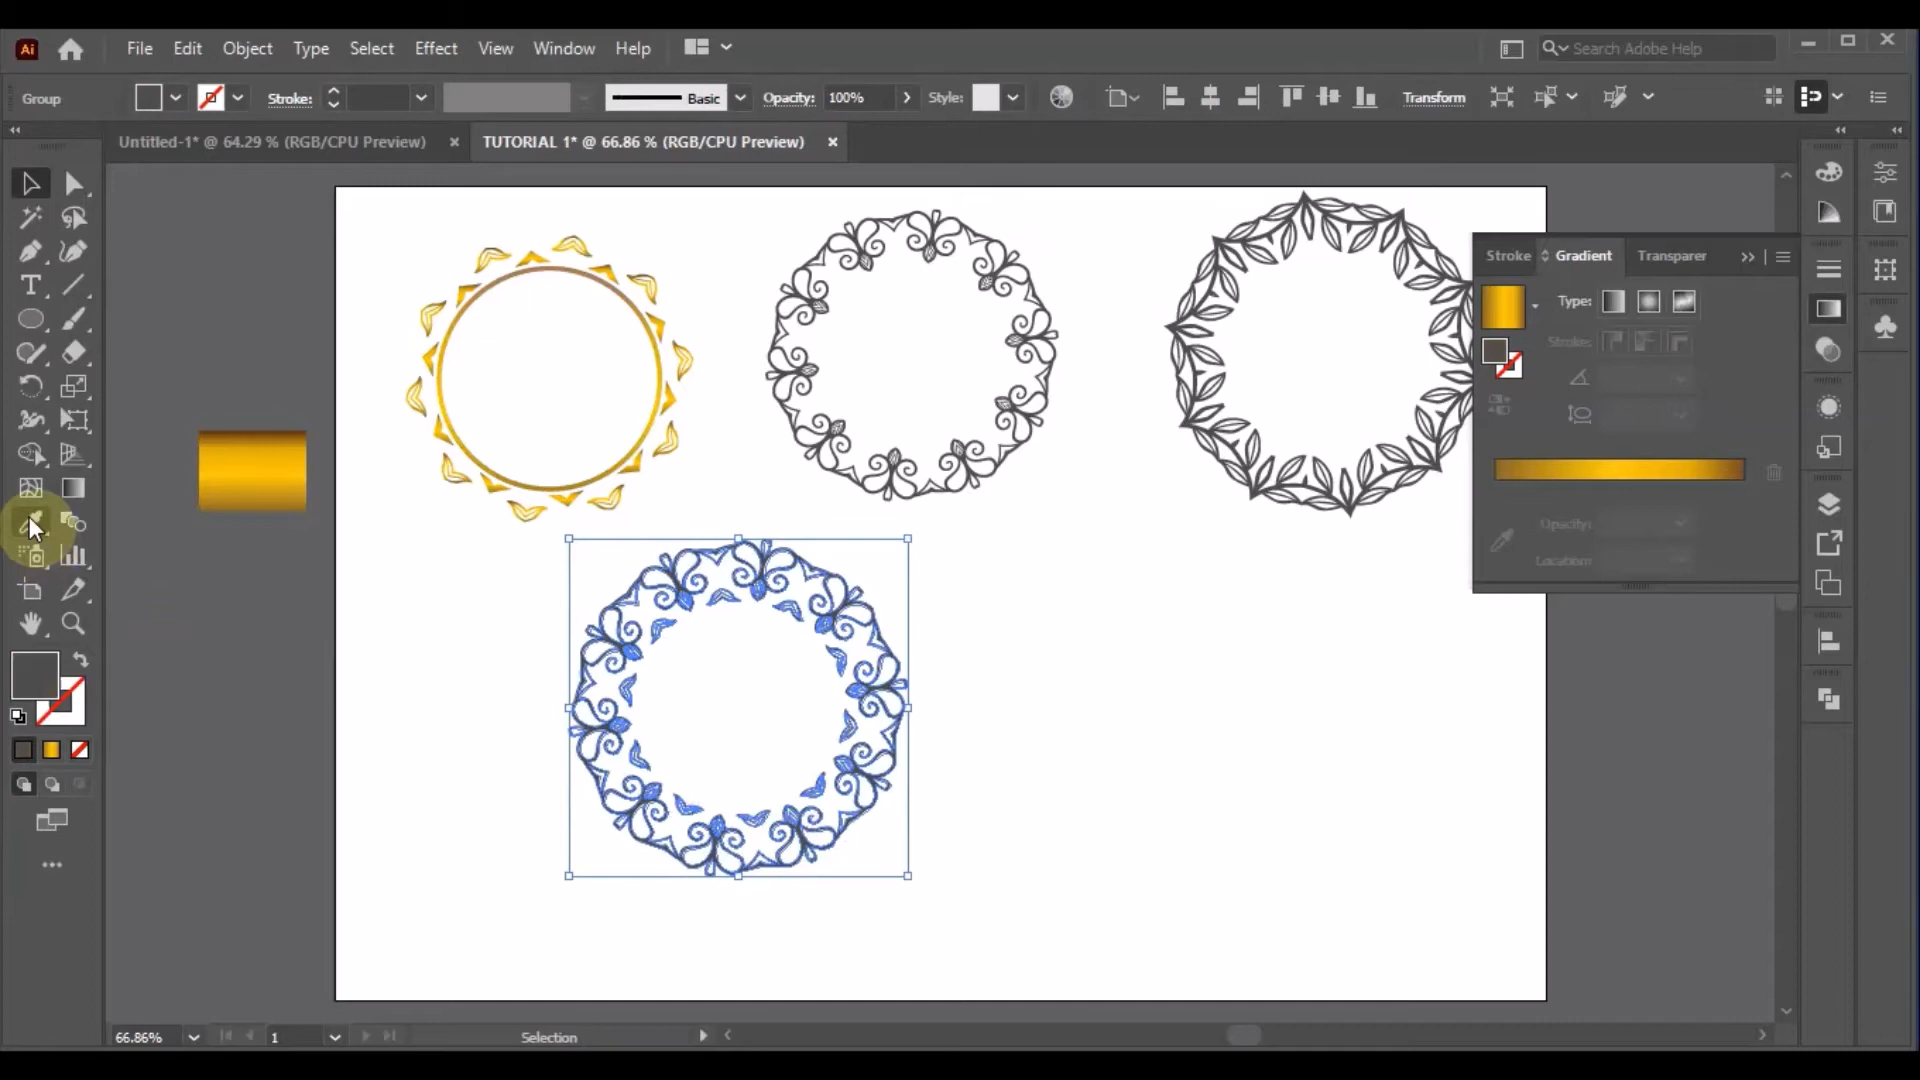 Ai File Edit Object Type Select Effect View Window Help Search Adobe Help
Group Stroke: Basic Opacity: 100% Style: Transform
Untitled-1* @ 64.29 % (RGB/CPU Preview) TUTORIAL 1* @ 66.86 % (RGB/CPU Preview)
Stroke Gradient Transparer
Type:
Stroke:
Opacity:
Location:
66.86% 1 Selection